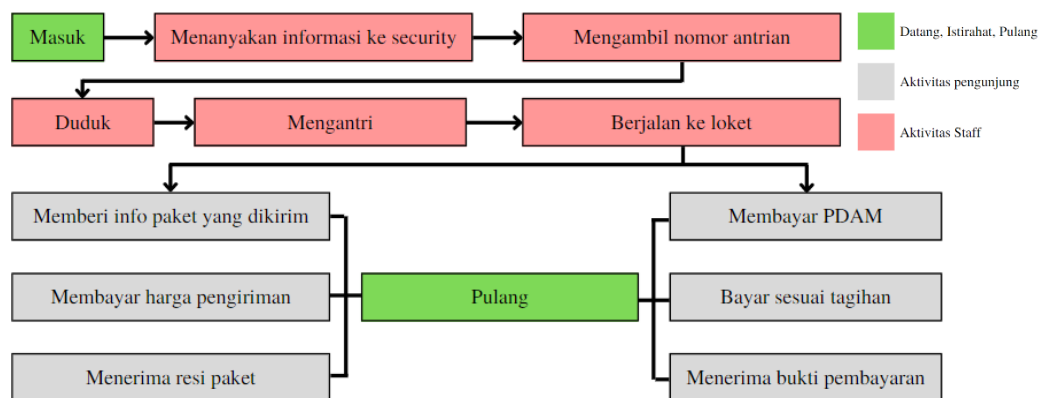 Masuk
Menanyakan informasi ke security
Mengambil nomor antrian
Datang, Istirahat, Pulang
Aktivitas pengunjung
Aktivitas Staff
Duduk
Mengantri
Berjalan ke loket
Memberi info paket yang dikirim
Membayar PDAM
Membayar harga pengiriman
Pulang
Bayar sesuai tagihan
Menerima resi paket
Menerima bukti pembayaran